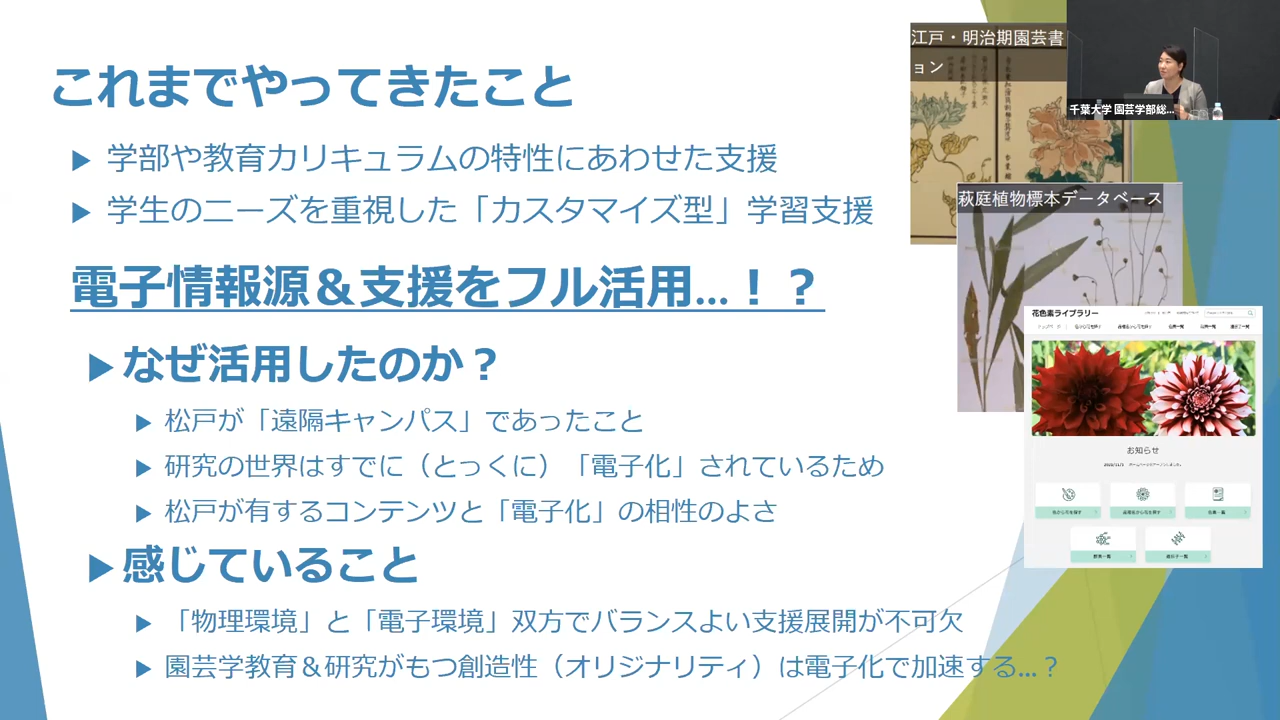 これまでやってきたこと
学部や教育カリキュラムの特性にあわせた支援
学生のニーズを重視した「カスタマイズ型」学習支援
電子情報源＆支援をフル活用…！？
なぜ活用したのか？
松戸が「遠隔キャンパス」であったこと
研究の世界はすでに（とっくに）「電子化」されているため
松戸が有するコンテンツと「電子化」の相性のよさ
感じていること
「物理環境」と「電子環境」双方でバランスよい支援展開が不可欠
園芸学教育＆研究がもつ創造性（オリジナリティ）は電子化で加速する…？
江戸・明治期園芸書
ョン
千葉大学 園芸学部総...
萩庭植物標本データベース
花色素ライブラリー
お知らせ